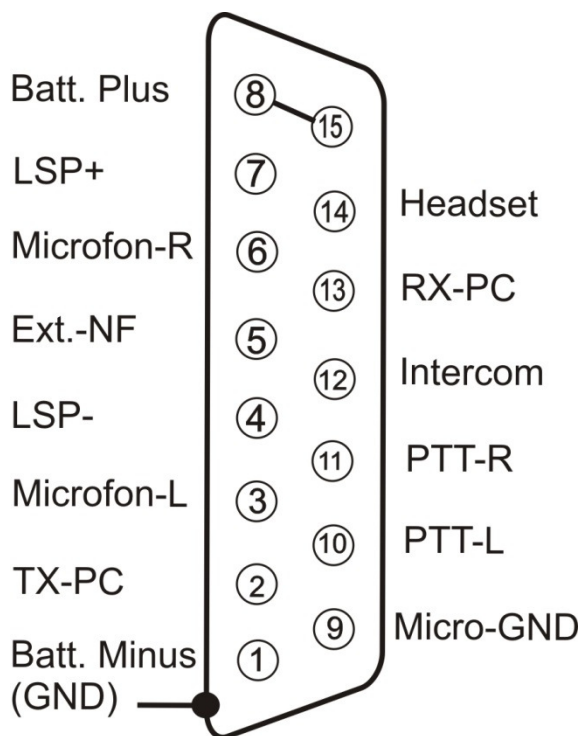 Batt. Plus
8
15
LSP+
7
14
Headset
Microfon-R
6
13
RX-PC
Ext.-NF
5
12
Intercom
LSP-
4
11
PTT-R
Microfon-L
3
10
PTT-L
TX-PC
2
9
Micro-GND
Batt. Minus
1
(GND)